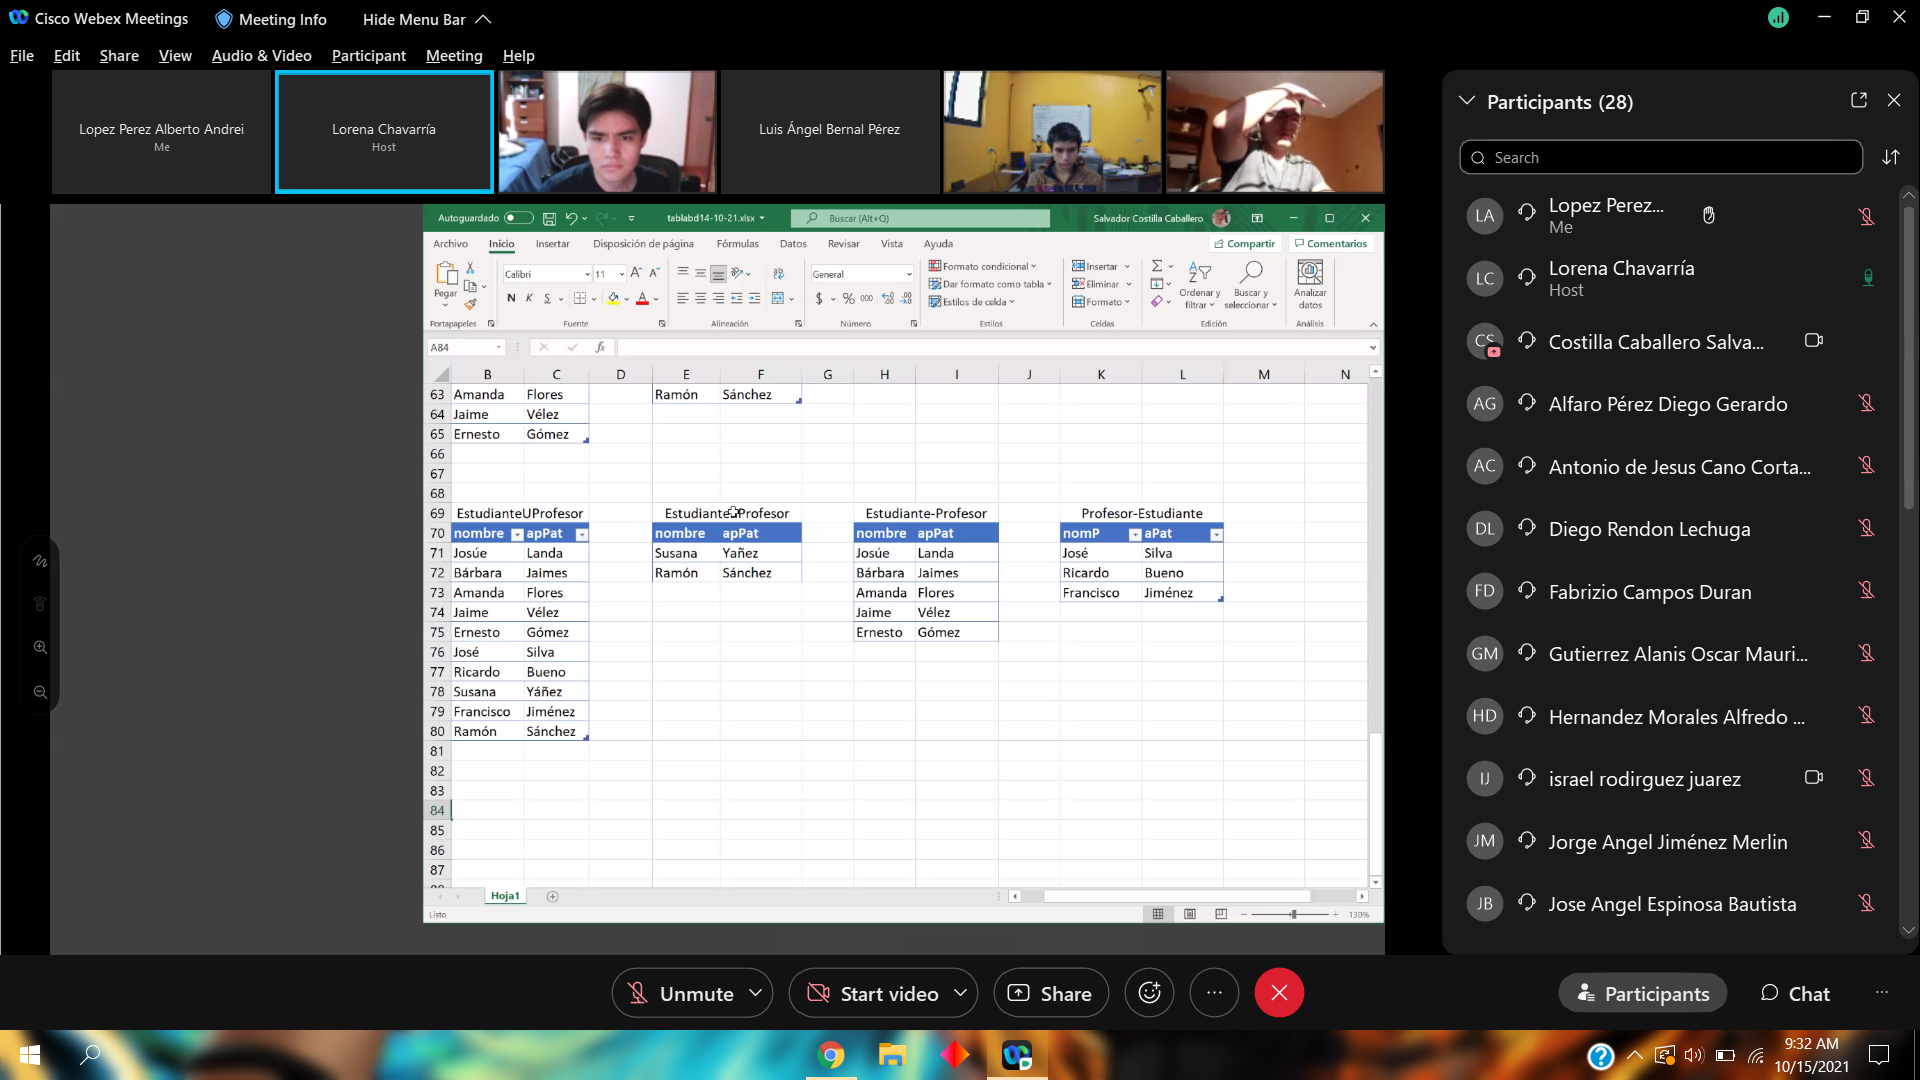 Cisco Webex Meetings
Meeting Info
Hide Menu Bar
File Edit Share View Audio & Video Participant Meeting Help
Lopez Perez Alberto Andrei
Me
Lorena Chavarría
Host
Luis Ángel Bernal Pérez
Participants (28)
Search
LA Lopez Perez...
Me
LC Lorena Chavarría
Host
CS Costilla Caballero Salva...
AG Alfaro Pérez Diego Gerardo
AC Antonio de Jesus Cano Corta...
DL Diego Rendon Lechuga
FD Fabrizio Campos Duran
GM Gutierrez Alanis Oscar Mauri...
HD Hernandez Morales Alfredo ...
IJ israel rodirguez juarez
JM Jorge Angel Jiménez Merlin
JB Jose Angel Espinosa Bautista
Autoguardado tablabd14-10-21.xlsx Buscar (Alt+Q) Salvador Costilla Caballero
Archivo Inicio Insertar Disposición de página Fórmulas Datos Revisar Vista Ayuda Compartir Comentarios
Pegar
Calibri 11
N K S
General
$ % 000
Formato condicional
Dar formato como tabla
Estilos de celda
Insertar
Eliminar
Formato
Ordenar y filtrar
Buscar y seleccionar
Analizar datos
Portapapeles Fuente Alineación Número Estilos Celdas Edición Análisis
A84 fx
B C D E F G H I J K L M N
63 Amanda Flores Ramón Sánchez
64 Jaime Vélez
65 Ernesto Gómez
66
67
68
69 EstudianteUProfesor Estudiante Profesor Estudiante-Profesor Profesor-Estudiante
70 nombre apPat nombre apPat nombre apPat nomP aPat
71 Josúe Landa Susana Yañez Josúe Landa José Silva
72 Bárbara Jaimes Ramón Sánchez Bárbara Jaimes Ricardo Bueno
73 Amanda Flores Amanda Flores Francisco Jiménez
74 Jaime Vélez Jaime Vélez
75 Ernesto Gómez Ernesto Gómez
76 José Silva
77 Ricardo Bueno
78 Susana Yáñez
79 Francisco Jiménez
80 Ramón Sánchez
81
82
83
84
85
86
87
Hoja1
Listo
130%
Unmute
Start video
Share
Participants
Chat
9:32 AM
10/15/2021